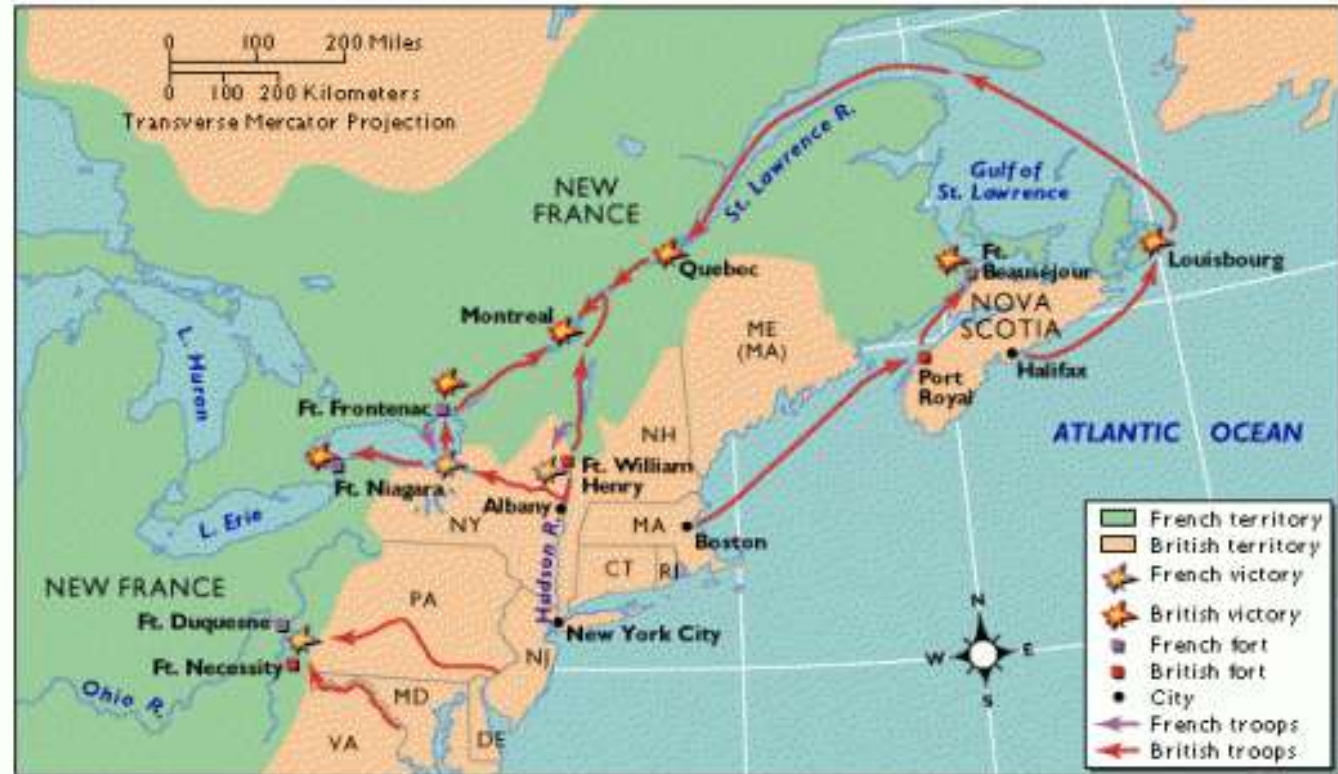 0 100 200 Miles
0 100 200 Kilometers
Transverse Mercator Projection
NEW
FRANCE
St. Lawrence R.
Gulf of
St. Lawrence
Quebec
Ft.
Beauséjour
Louisbourg
NOVA
SCOTIA
Montreal
ME
(MA)
Halifax
Port
Royal
L. Huron
Ft. Frontenac
NH
ATLANTIC OCEAN
Ft. William
Henry
Ft. Niagara
Albany
NY
MA
Boston
L. Erie
Hudson R.
CT
RI
NEW FRANCE
PA
Ft. Duquesne
New York City
Ft. Necessity
NJ
MD
Ohio R.
VA
DE
N
W E
S
French territory
British territory
French victory
British victory
French fort
British fort
City
French troops
British troops